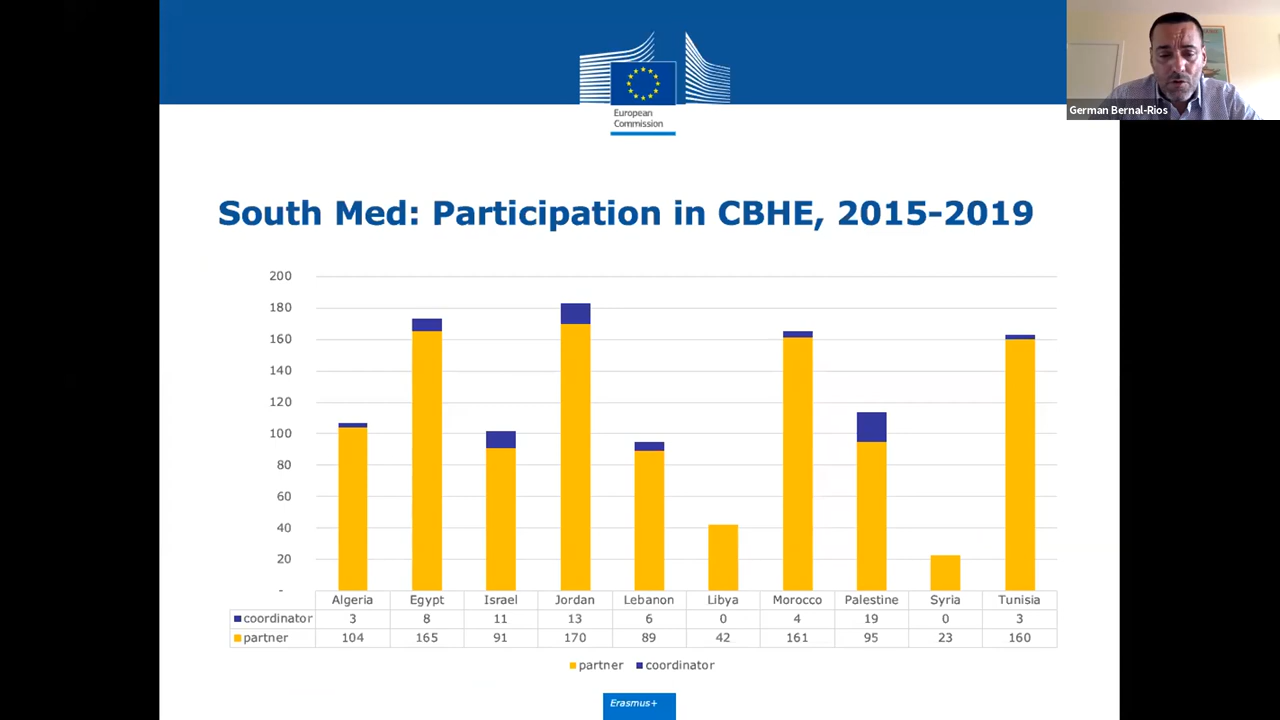 German Bernal-Rios
European
Commission
South Med: Participation in CBHE, 2015-2019
200
180
160
140
120
100
80
60
40
20
-
Algeria Egypt Israel Jordan Lebanon Libya Morocco Palestine Syria Tunisia
coordinator 3 8 11 13 6 0 4 19 0 3
partner 104 165 91 170 89 42 161 95 23 160
partner coordinator
Erasmus+